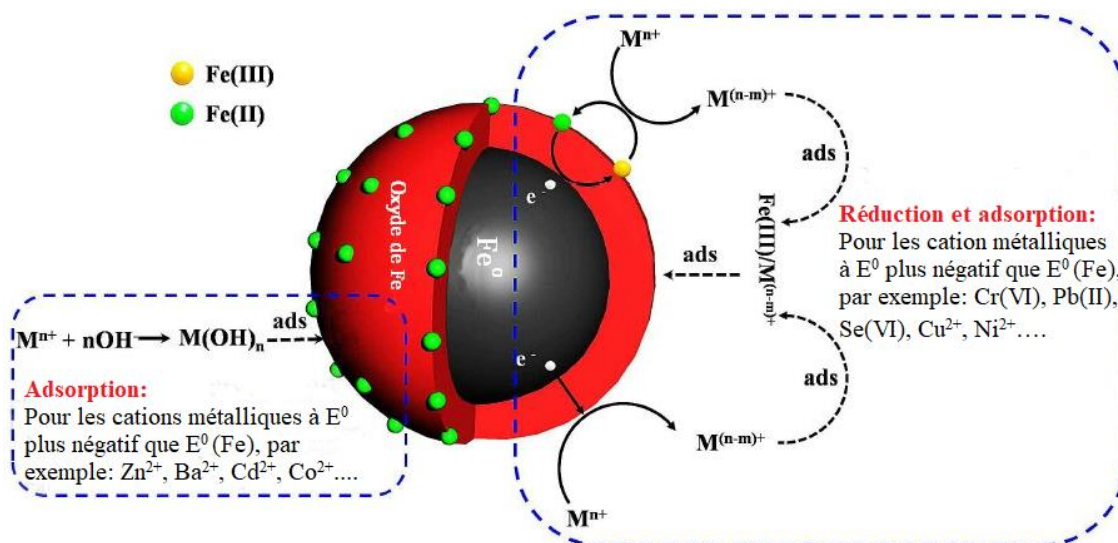 Fe(III)
Fe(II)
Oxyde de Fe
Fe⁰
e⁻
e⁻
Mⁿ⁺ + nOH⁻ → M(OH)ₙ
ads
Adsorption:
Pour les cations métalliques à E⁰
plus négatif que E⁰ (Fe), par
exemple: Zn²⁺, Ba²⁺, Cd²⁺, Co²⁺....
Mⁿ⁺
M⁽ⁿ⁻ᵐ⁾⁺
ads
Fe(III)/M⁽ⁿ⁻ᵐ⁾⁺
ads
ads
M⁽ⁿ⁻ᵐ⁾⁺
Mⁿ⁺
Réduction et adsorption:
Pour les cation métalliques
à E⁰ plus négatif que E⁰ (Fe),
par exemple: Cr(VI), Pb(II),
Se(VI), Cu²⁺, Ni²⁺....